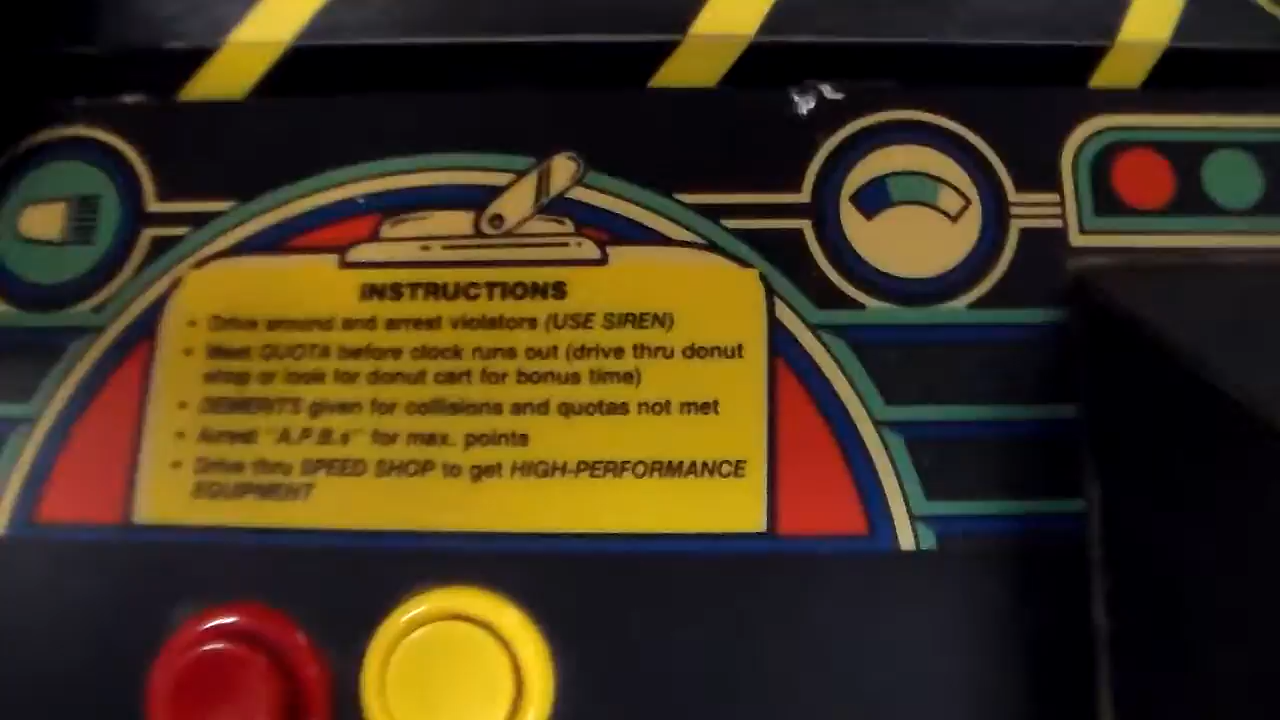 INSTRUCTIONS
• Drive around and arrest violators (USE SIREN)
• Meet QUOTA before clock runs out (drive thru donut
shop or look for donut cart for bonus time)
• DEMERITS given for collisions and quotas not met
• Arrest "A.P.B.s" for max. points
• Drive thru SPEED SHOP to get HIGH-PERFORMANCE
EQUIPMENT